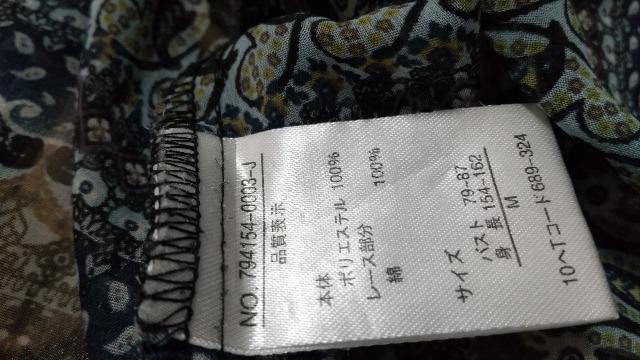 NO. 794154-0003-J
品質表示
本体
ポリエステル 100%
レース部分
綿 100%
サイズ
バスト 79-87
身 長 154-162
M
10ヘTコード689-324